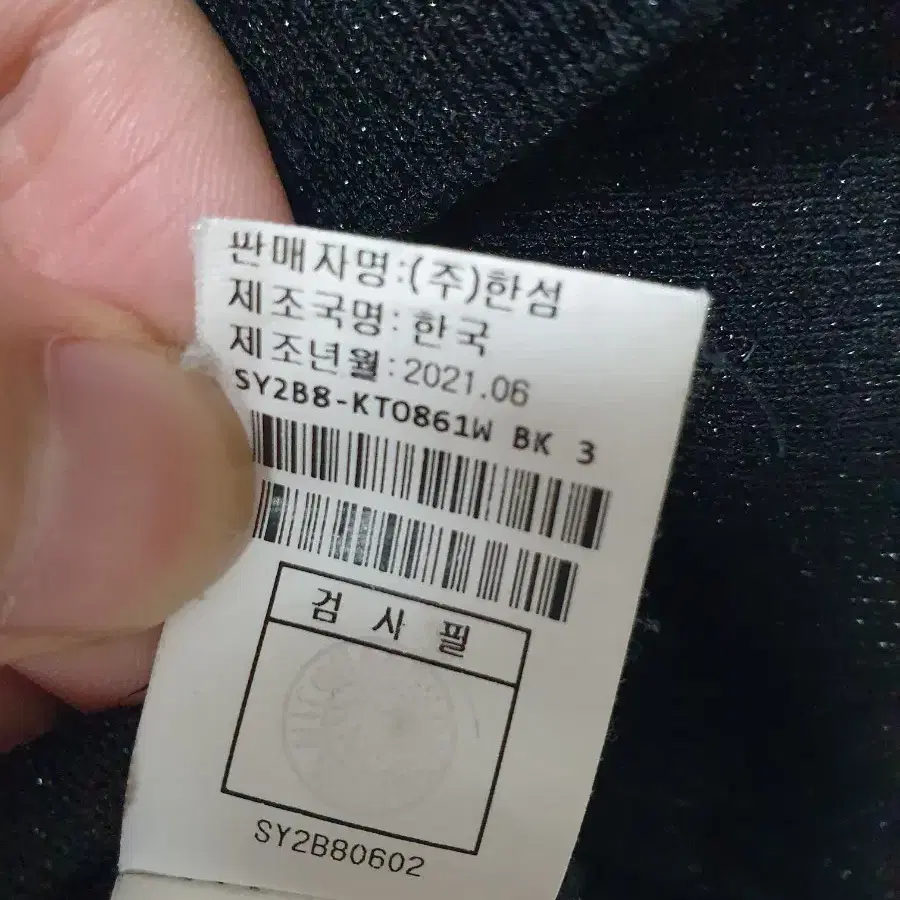 판매자명:(주)한섬
제조국명: 한국
제조년월:2021.06
SY2B8-KTO861W BK 3
검 사 필
SY2B80602